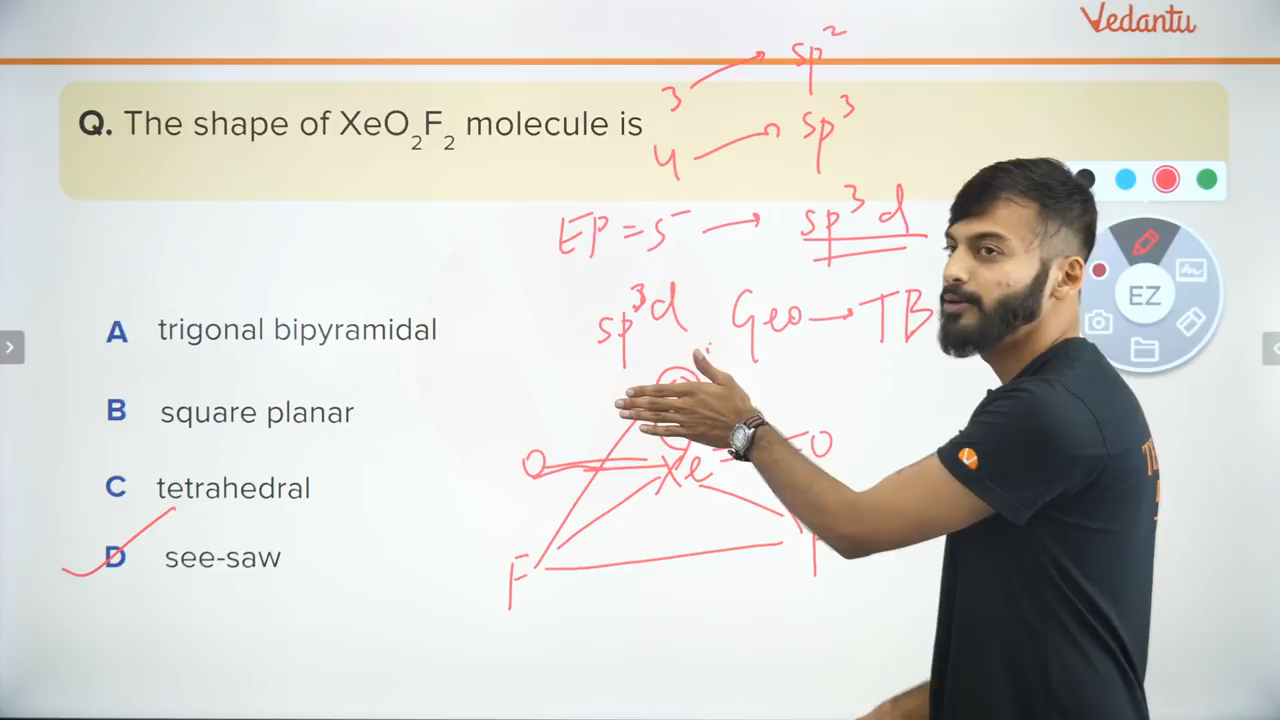 Vedantu
Q. The shape of XeO₂F₂ molecule is
3 → sp²
4 → sp³
EP = 5 → sp³d
sp³d Geo → TB
A trigonal bipyramidal
B square planar
C tetrahedral
D see-saw
O Xe = O
F F
EZ